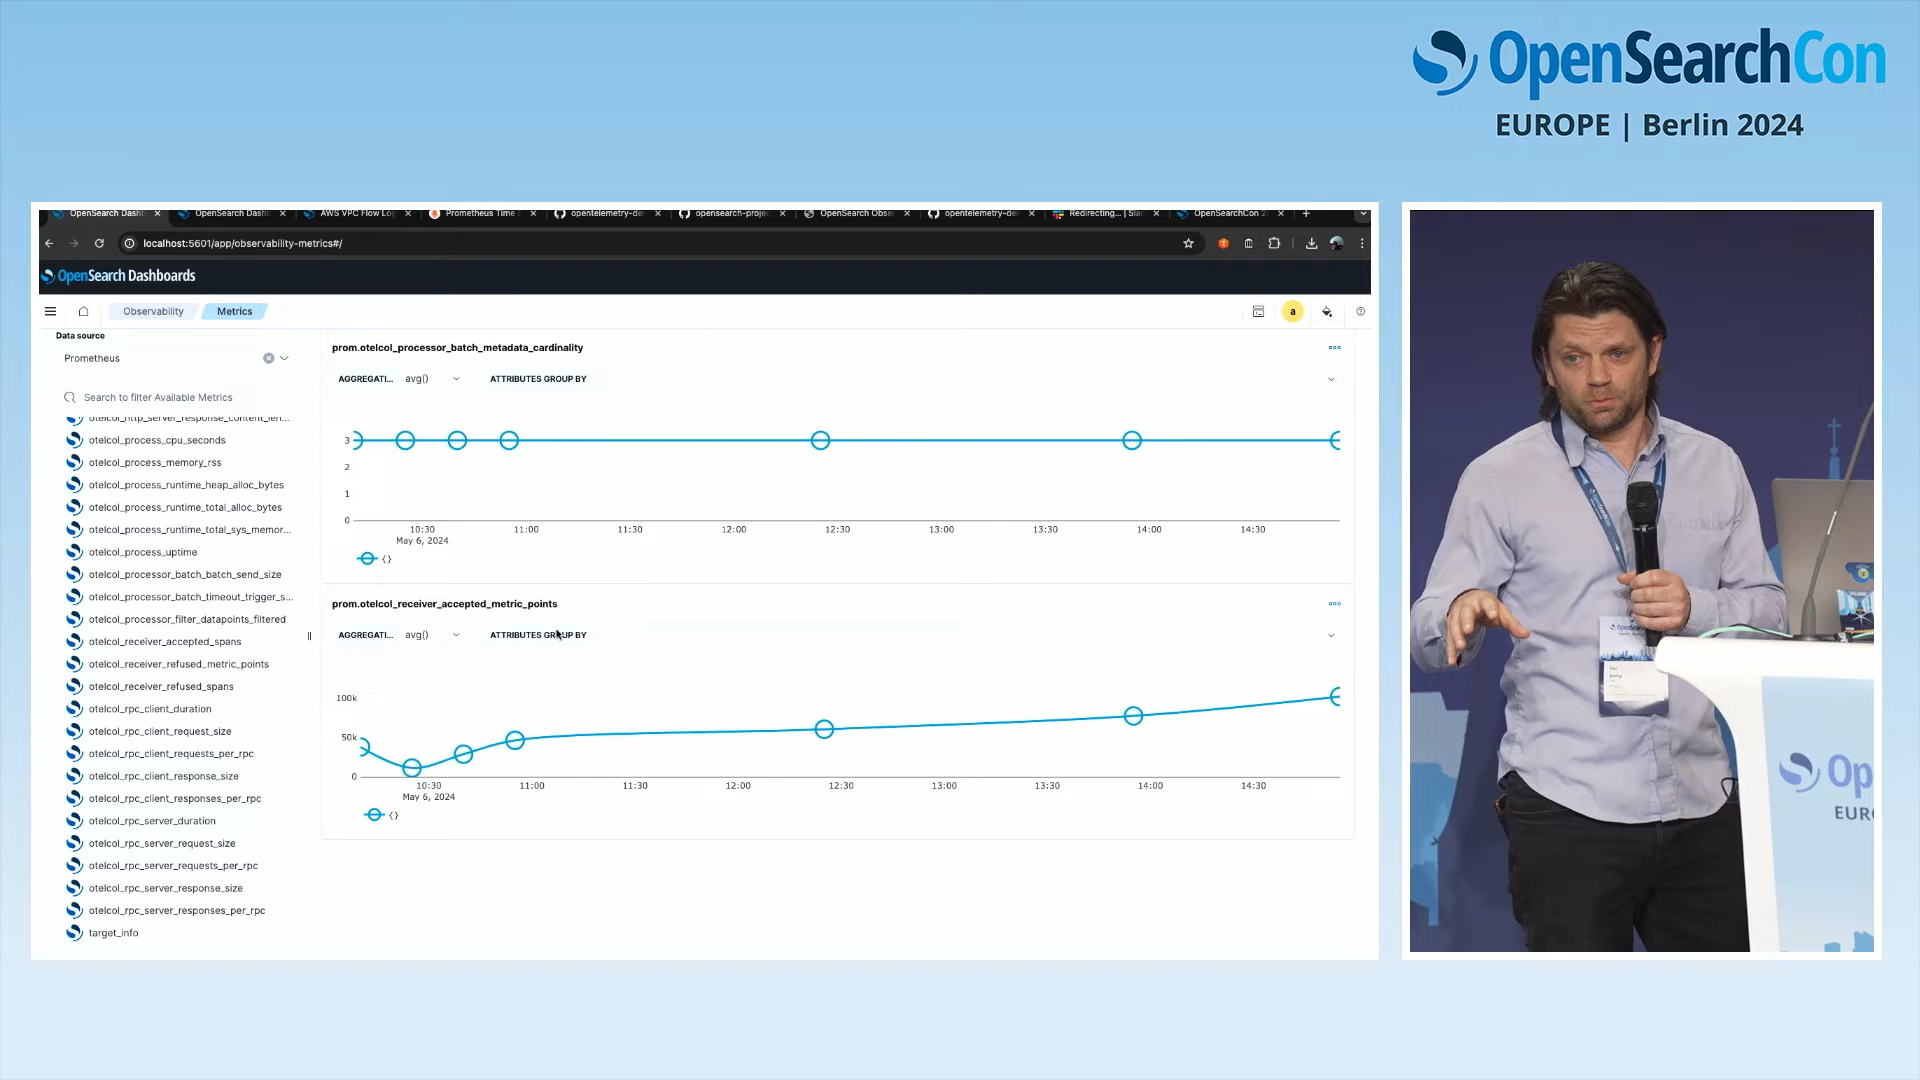 OpenSearchCon
EUROPE | Berlin 2024
OpenSearch Dashb
OpenSearch Dashb
AWS VPC Flow Log
Prometheus Time
opentelemetry-de
opensearch-proje
OpenSearch Obse
opentelemetry-de
Redirecting... | Sla
OpenSearchCon 2
localhost:5601/app/observability-metrics#/
OpenSearch Dashboards
Observability
Metrics
a
Data source
Prometheus
Search to filter Available Metrics
otelcol_http_server_response_content_len...
otelcol_process_cpu_seconds
otelcol_process_memory_rss
otelcol_process_runtime_heap_alloc_bytes
otelcol_process_runtime_total_alloc_bytes
otelcol_process_runtime_total_sys_memor...
otelcol_process_uptime
otelcol_processor_batch_batch_send_size
otelcol_processor_batch_timeout_trigger_s...
otelcol_processor_filter_datapoints_filtered
otelcol_receiver_accepted_spans
otelcol_receiver_refused_metric_points
otelcol_receiver_refused_spans
otelcol_rpc_client_duration
otelcol_rpc_client_request_size
otelcol_rpc_client_requests_per_rpc
otelcol_rpc_client_response_size
otelcol_rpc_client_responses_per_rpc
otelcol_rpc_server_duration
otelcol_rpc_server_request_size
otelcol_rpc_server_requests_per_rpc
otelcol_rpc_server_response_size
otelcol_rpc_server_responses_per_rpc
target_info
prom.otelcol_processor_batch_metadata_cardinality
AGGREGATI... avg() ATTRIBUTES GROUP BY
3
2
1
0
10:30 11:00 11:30 12:00 12:30 13:00 13:30 14:00 14:30
May 6, 2024
{}
prom.otelcol_receiver_accepted_metric_points
AGGREGATI... avg() ATTRIBUTES GROUP BY
100k
50k
0
10:30 11:00 11:30 12:00 12:30 13:00 13:30 14:00 14:30
May 6, 2024
{}
Op
EUR